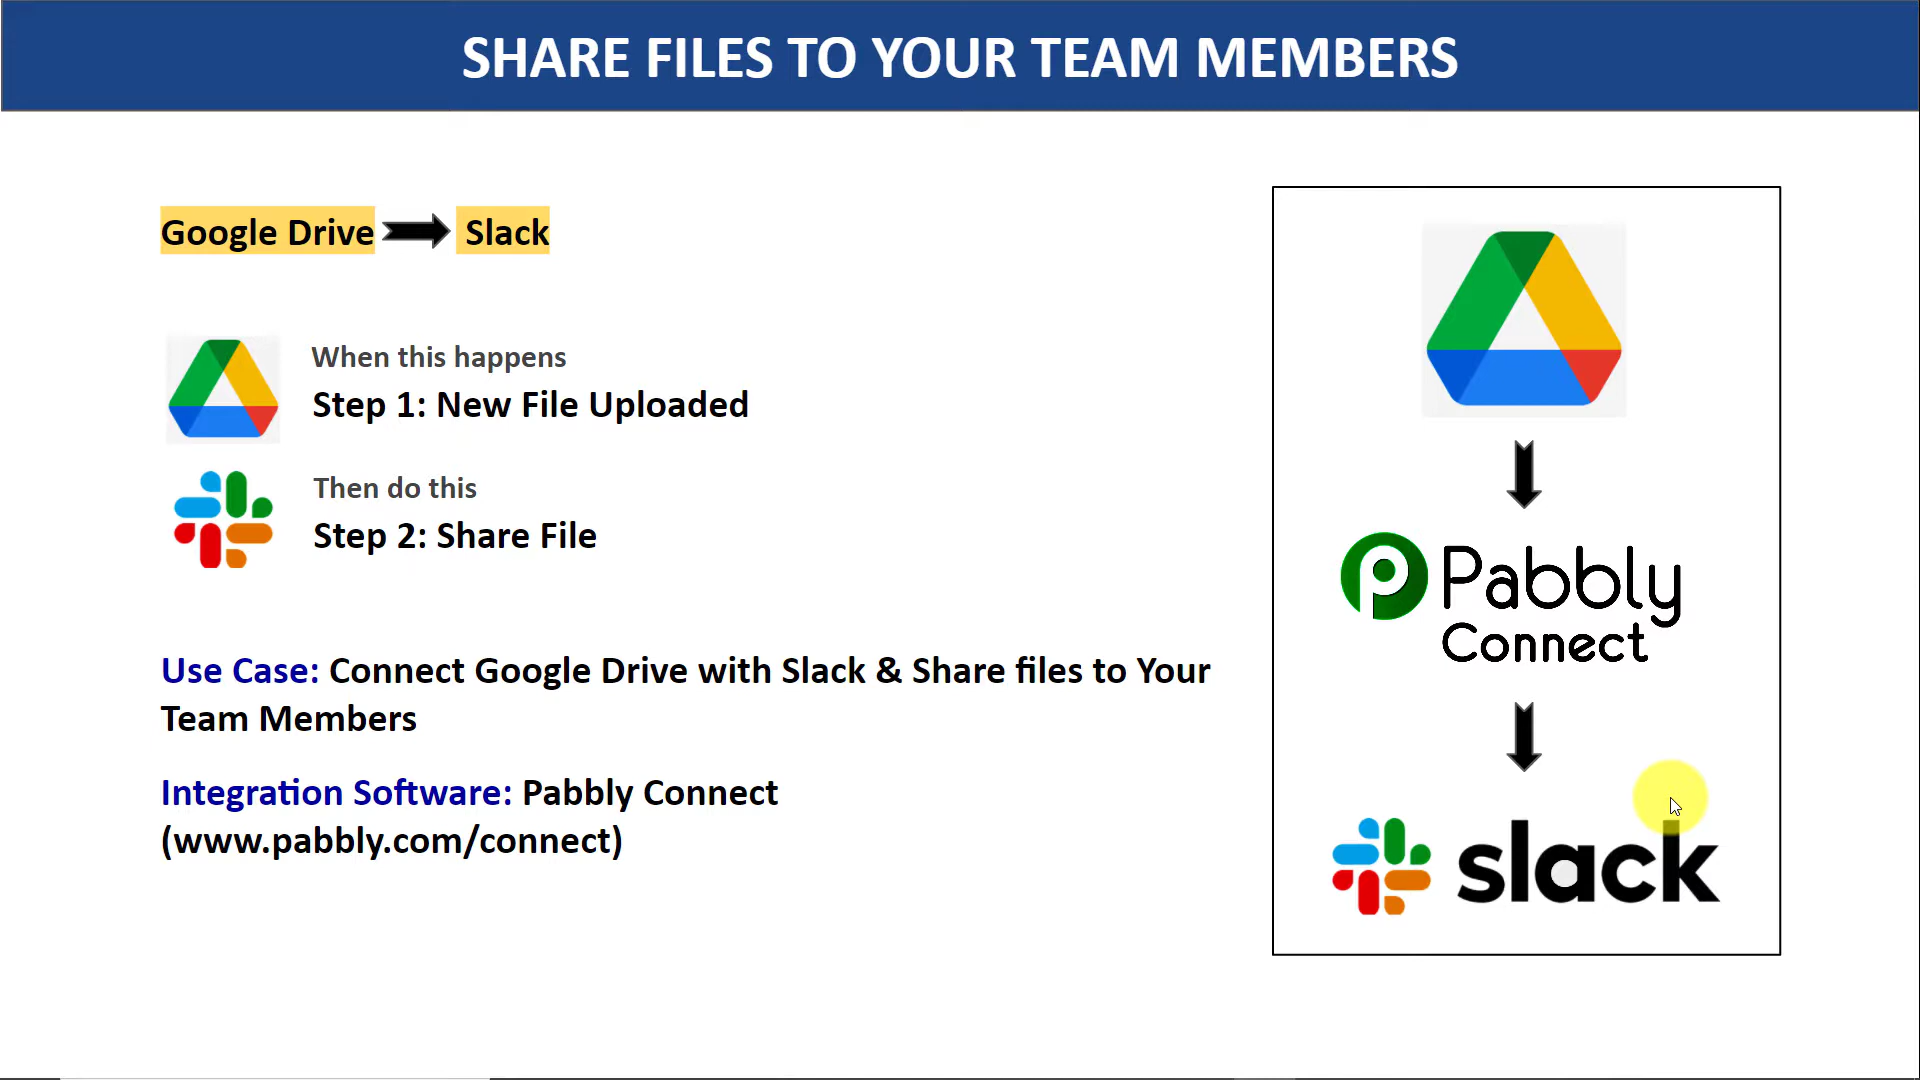 SHARE FILES TO YOUR TEAM MEMBERS
Google Drive Slack
When this happens
Step 1: New File Uploaded
Then do this
Step 2: Share File
Use Case: Connect Google Drive with Slack & Share files to Your
Team Members
Integration Software: Pabbly Connect
(www.pabbly.com/connect)
Pabbly
Connect
slack